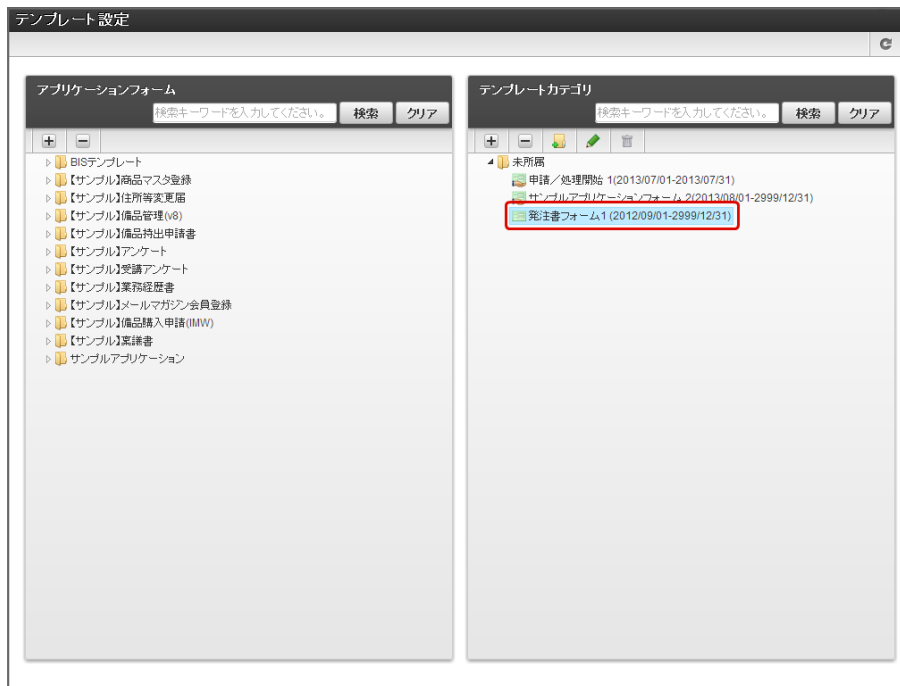 テンプレート設定
アプリケーションフォーム
検索キーワードを入力してください。 検索 クリア
BISテンプレート
【サンプル】商品マスタ登録
【サンプル】住所等変更届
【サンプル】備品管理(v8)
【サンプル】備品持出申請書
【サンプル】アンケート
【サンプル】受講アンケート
【サンプル】業務経歴書
【サンプル】メールマガジン会員登録
【サンプル】備品購入申請(IMW)
【サンプル】稟議書
サンプルアプリケーション
テンプレートカテゴリ
検索キーワードを入力してください。 検索 クリア
未所属
申請／処理開始 1(2013/07/01-2013/07/31)
サンプルアプリケーションフォーム 2(2013/08/01-2999/12/31)
発注書フォーム1 (2012/09/01-2999/12/31)